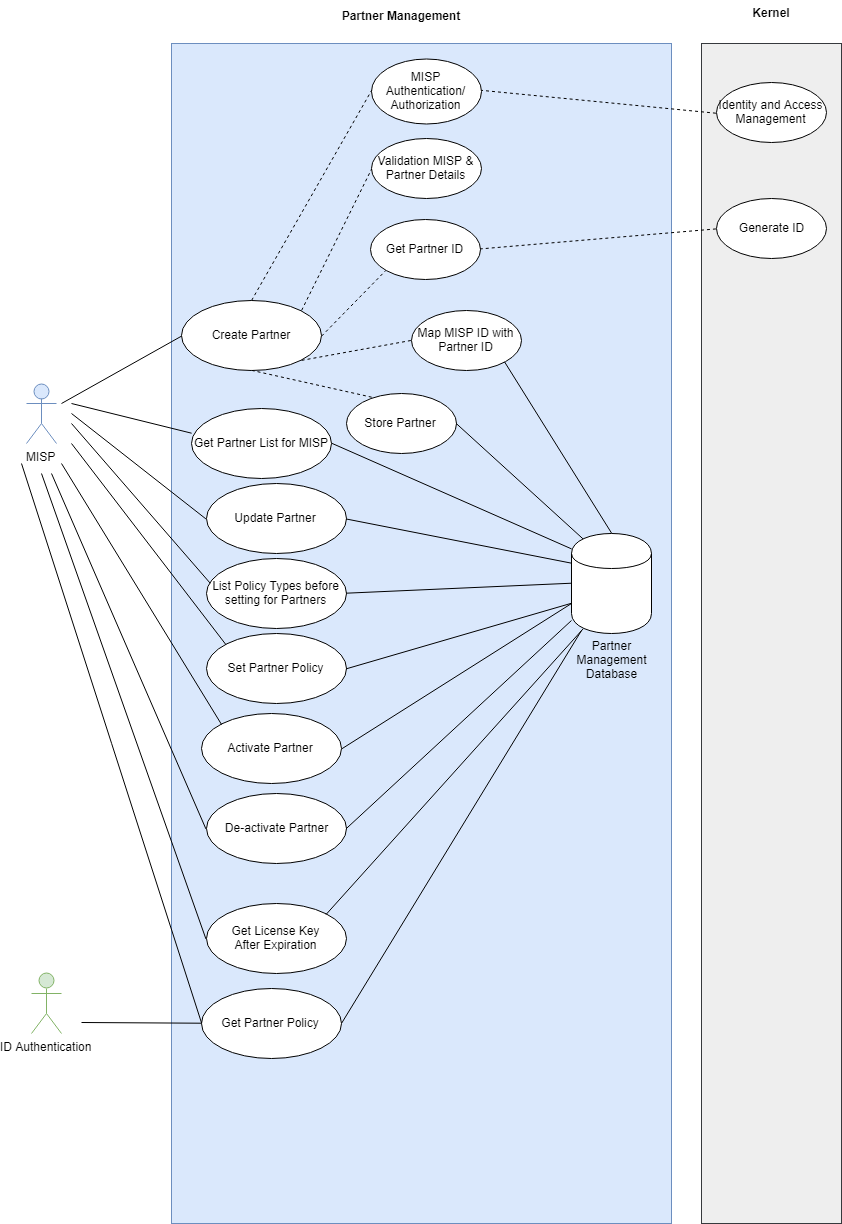 Partner Management
Kernel
MISP
Authentication/
Authorization
Identity and Access
Management
Validation MISP &
Partner Details
Get Partner ID
Generate ID
Create Partner
Map MISP ID with
Partner ID
Store Partner
MISP
Get Partner List for MISP
Update Partner
List Policy Types before
setting for Partners
Partner
Management
Database
Set Partner Policy
Activate Partner
De-activate Partner
Get License Key
After Expiration
Get Partner Policy
ID Authentication